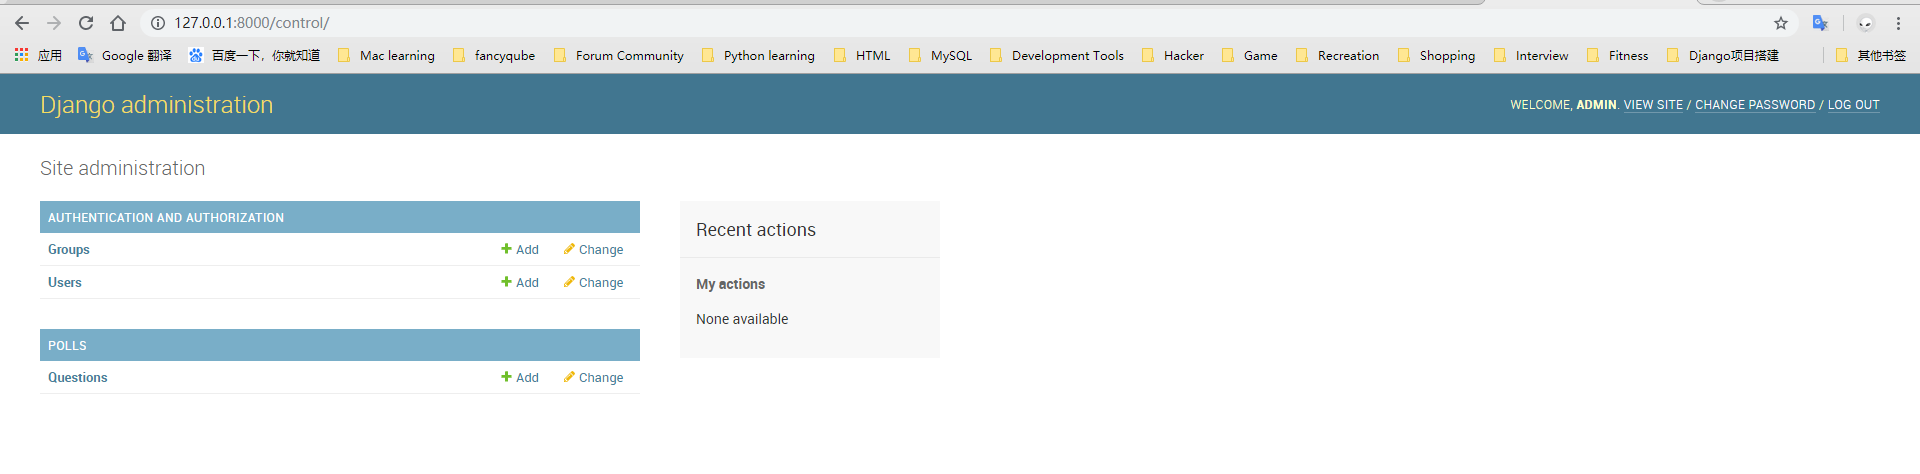 127.0.0.1:8000/control/
应用 Google 翻译 百度一下，你就知道 Mac learning fancyqube Forum Community Python learning HTML MySQL Development Tools Hacker Game Recreation Shopping Interview Fitness Django项目搭建 其他书签
Django administration WELCOME, ADMIN. VIEW SITE / CHANGE PASSWORD / LOG OUT
Site administration
AUTHENTICATION AND AUTHORIZATION
Groups Add Change
Users Add Change
POLLS
Questions Add Change
Recent actions
My actions
None available